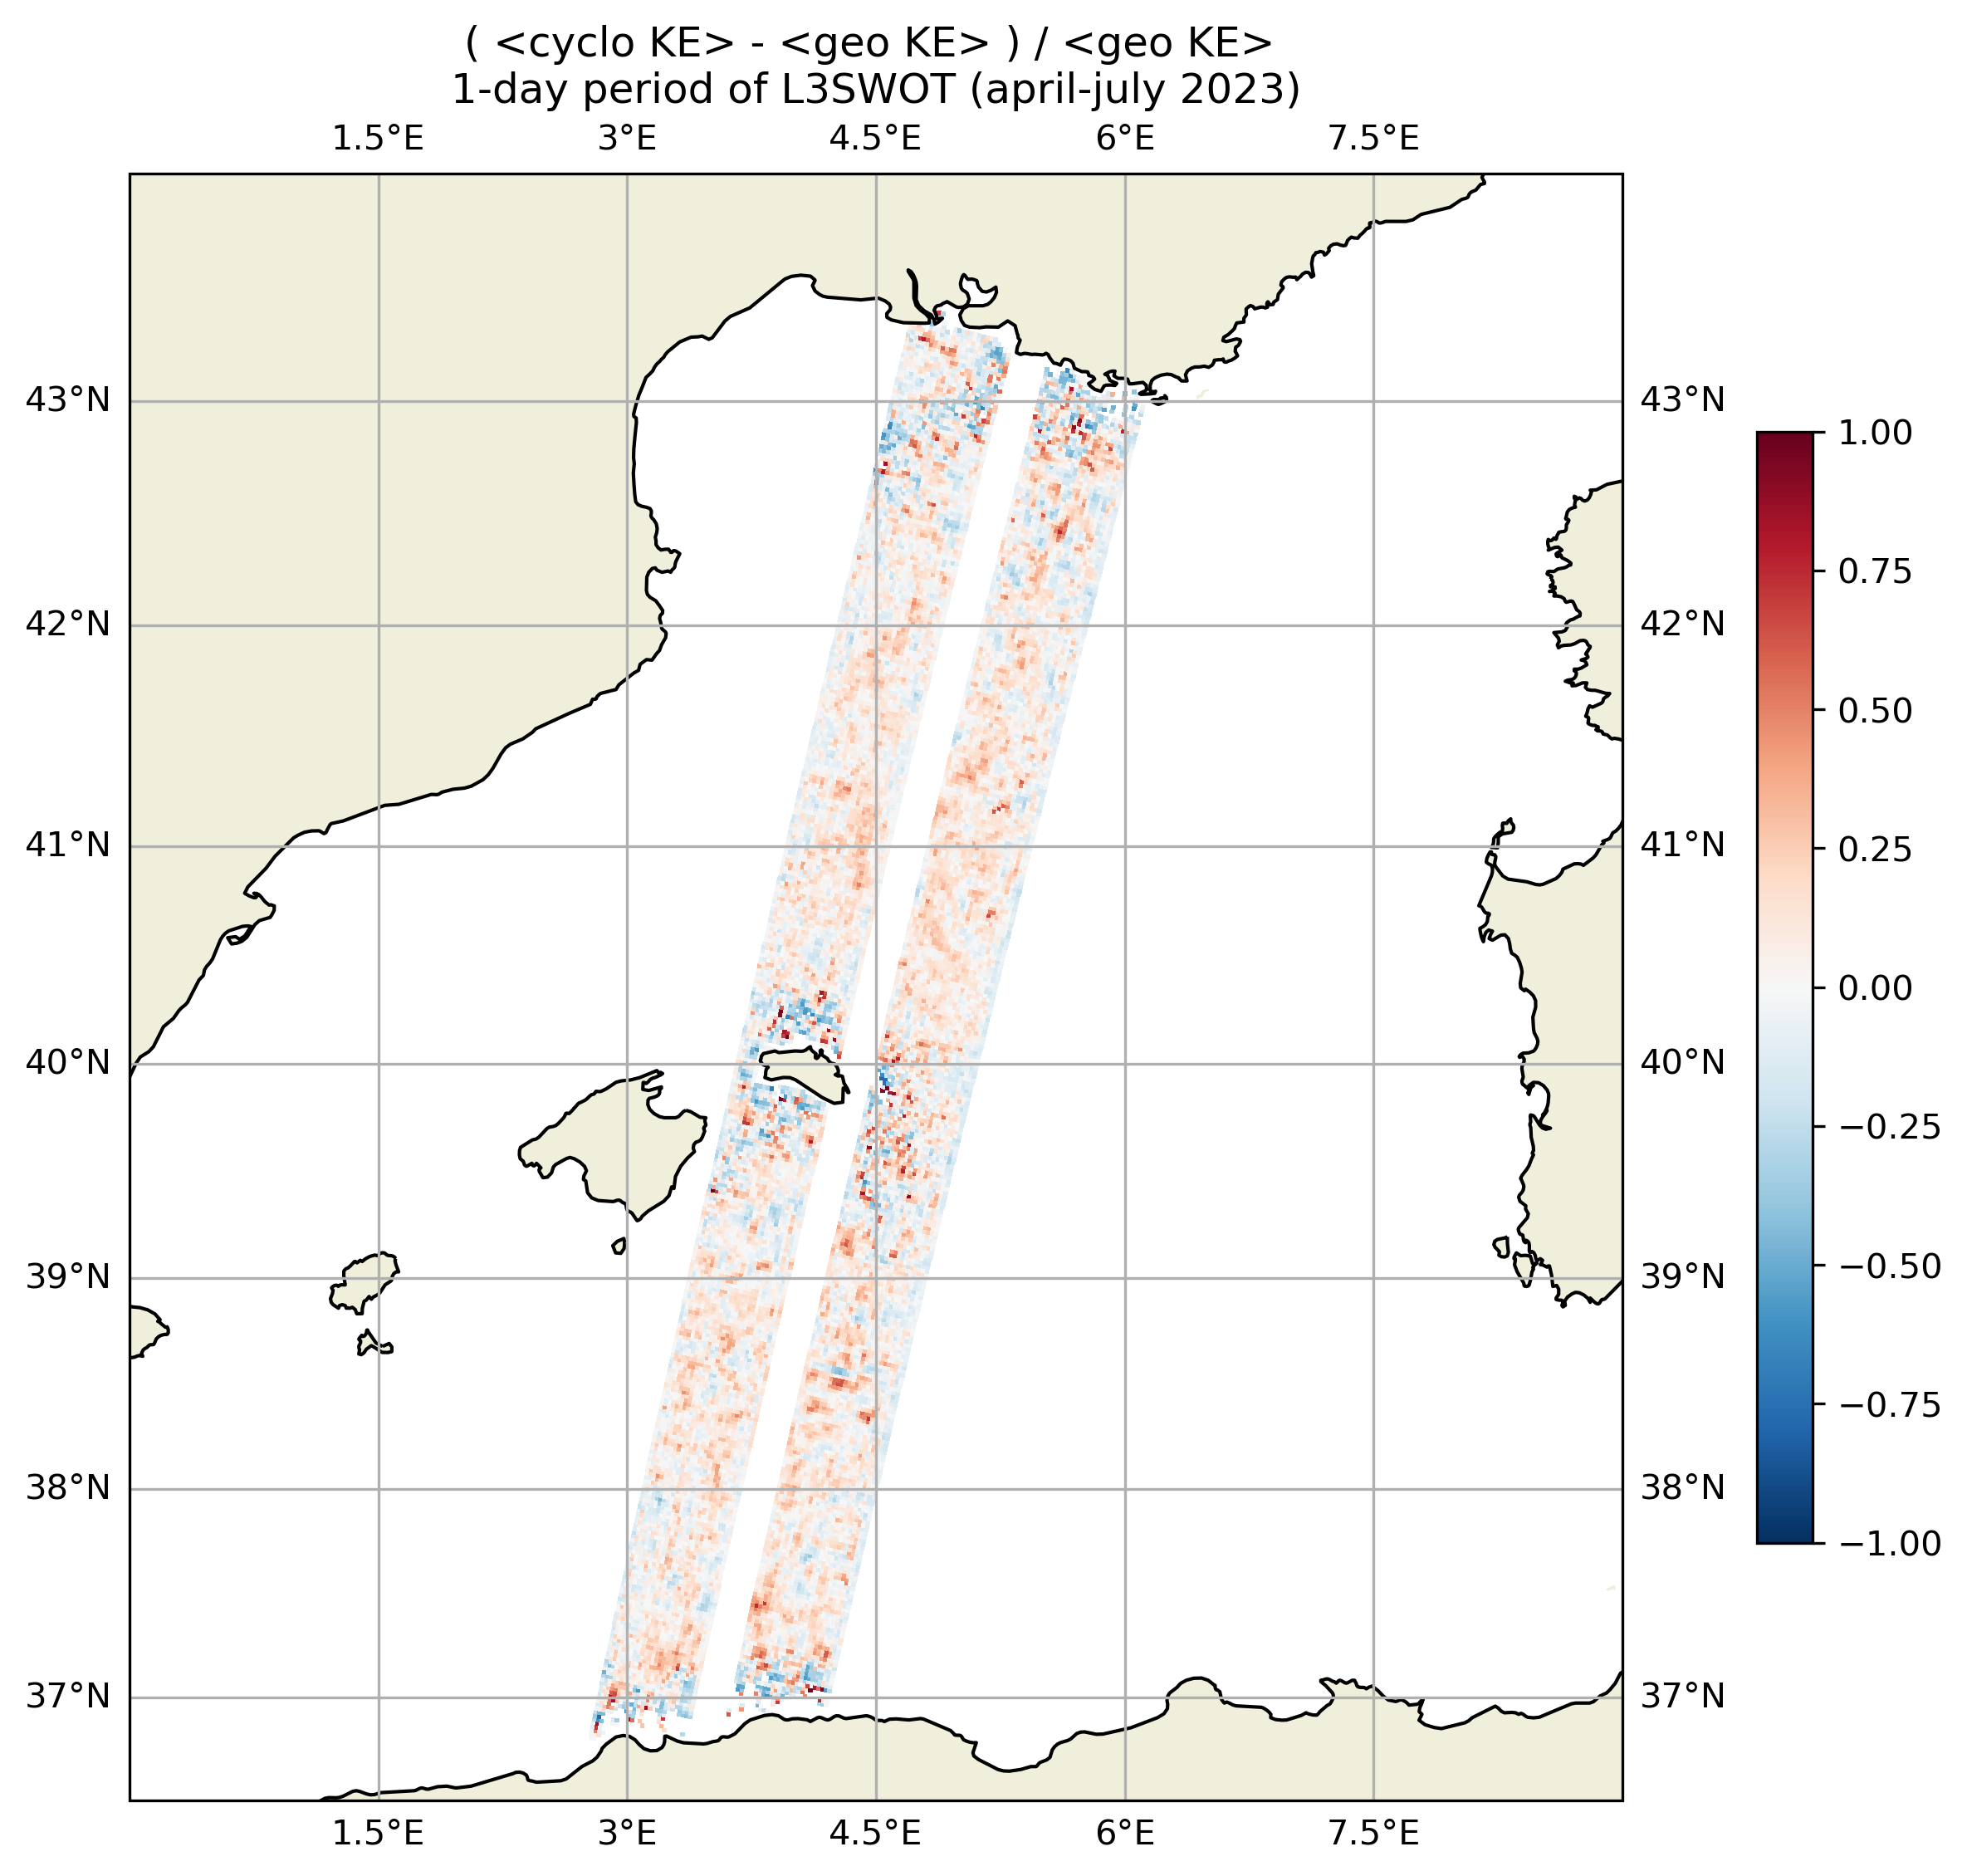 ( <cyclo KE> - <geo KE> ) / <geo KE>
1-day period of L3SWOT (april-july 2023)
1.5°E 3°E 4.5°E 6°E 7.5°E
43°N 43°N
42°N 42°N
41°N 41°N
40°N 40°N
39°N 39°N
38°N 38°N
37°N 37°N
1.5°E 3°E 4.5°E 6°E 7.5°E
1.00
0.75
0.50
0.25
0.00
−0.25
−0.50
−0.75
−1.00